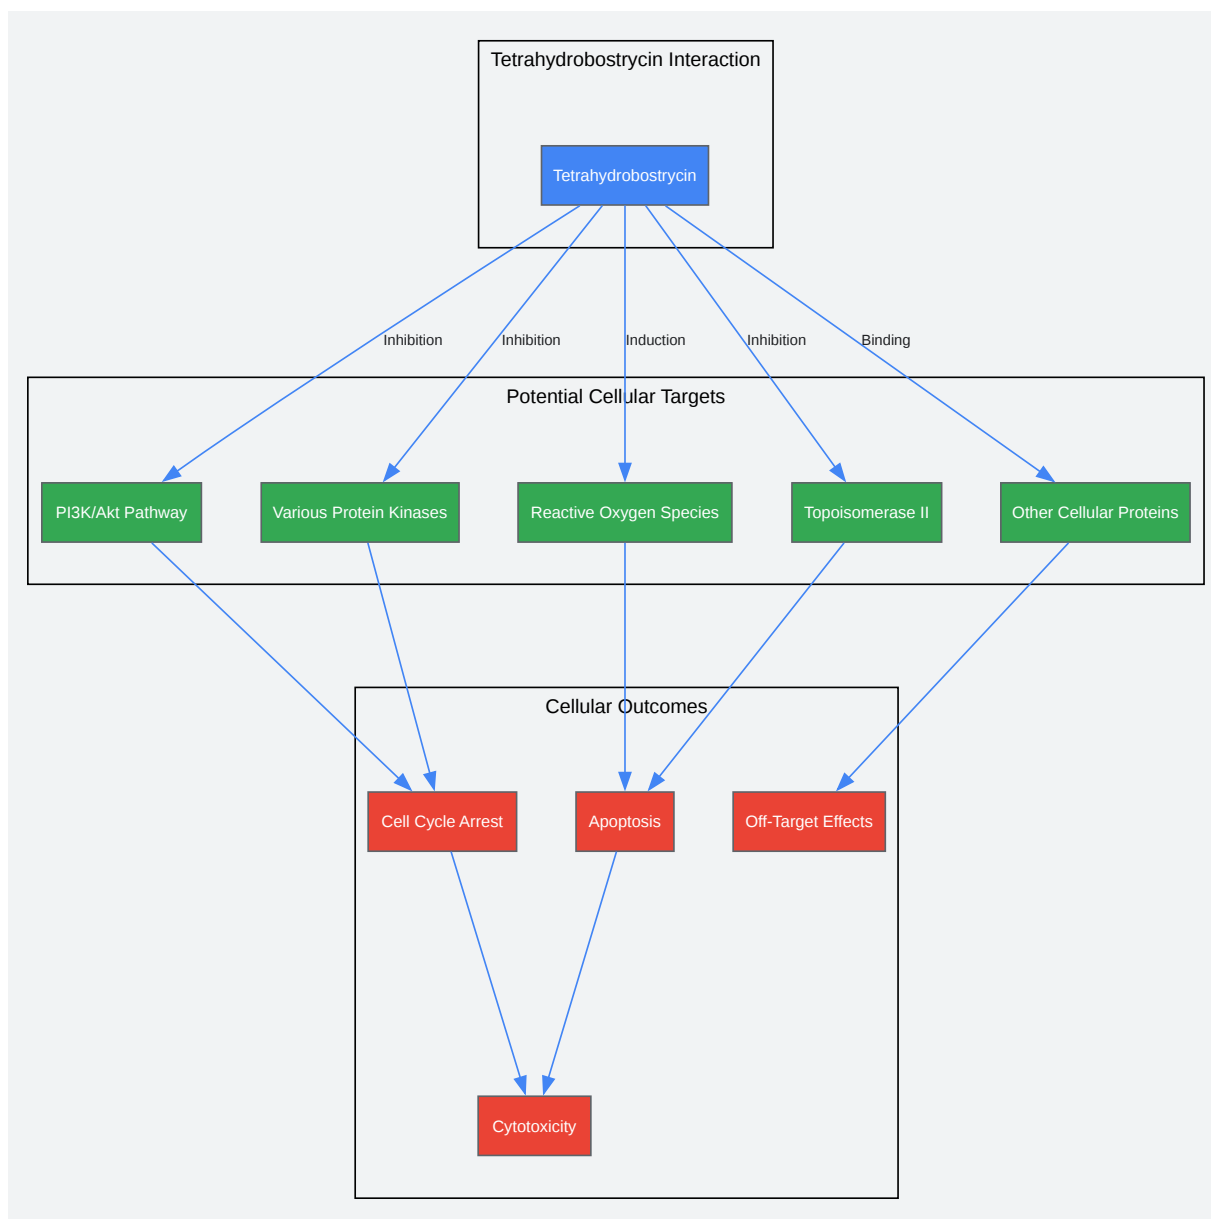 Tetrahydrobostrycin Interaction
Tetrahydrobostrycin
Inhibition
Inhibition
Induction
Inhibition
Binding
Potential Cellular Targets
PI3K/Akt Pathway
Various Protein Kinases
Reactive Oxygen Species
Topoisomerase II
Other Cellular Proteins
Cellular Outcomes
Cell Cycle Arrest
Apoptosis
Off-Target Effects
Cytotoxicity